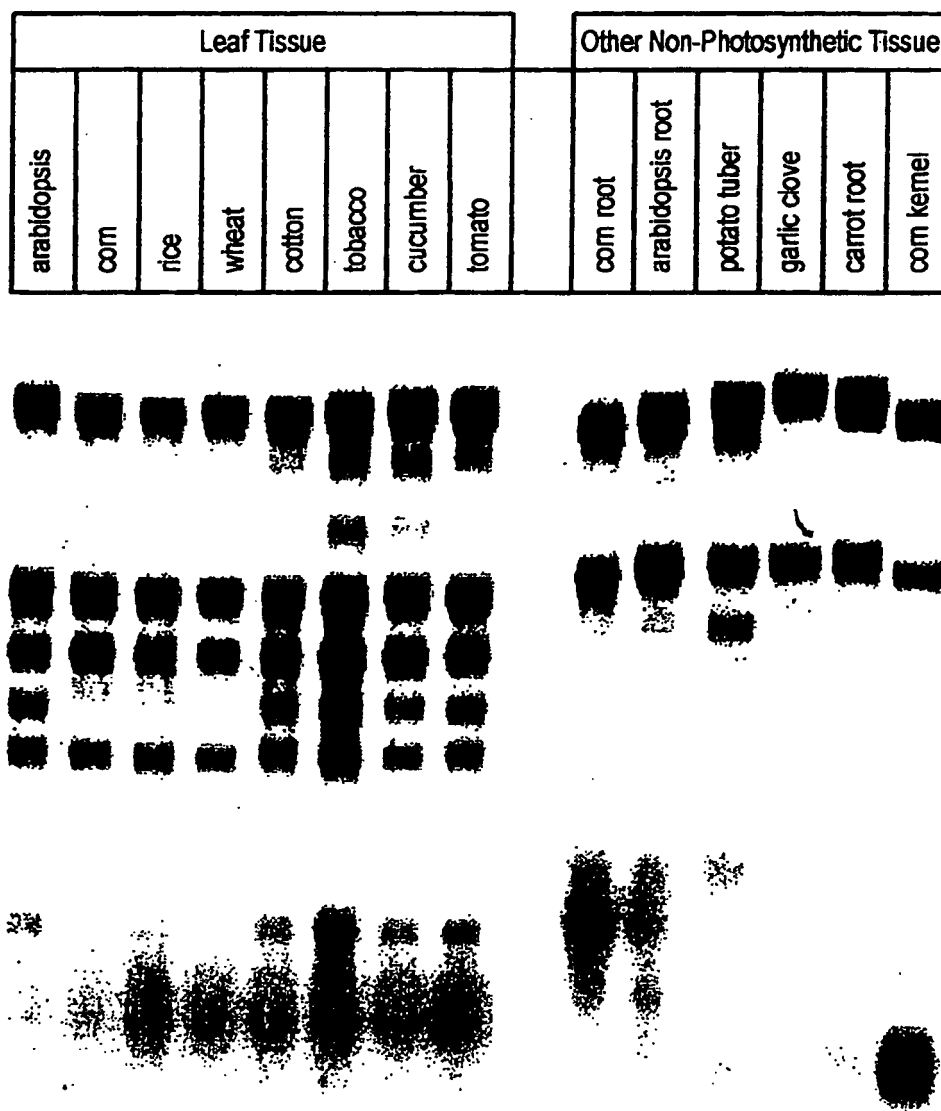 Leaf Tissue
Other Non-Photosynthetic Tissue
arabidopsis
corn
rice
wheat
cotton
tobacco
cucumber
tomato
corn root
arabidopsis root
potato tuber
garlic clove
carrot root
corn kernel